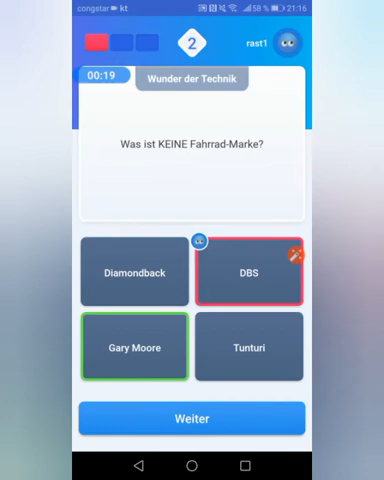 congstar kt 58 % 21:16
2 rast1
00:19 Wunder der Technik
Was ist KEINE Fahrrad-Marke?
Diamondback DBS
Gary Moore Tunturi
Weiter